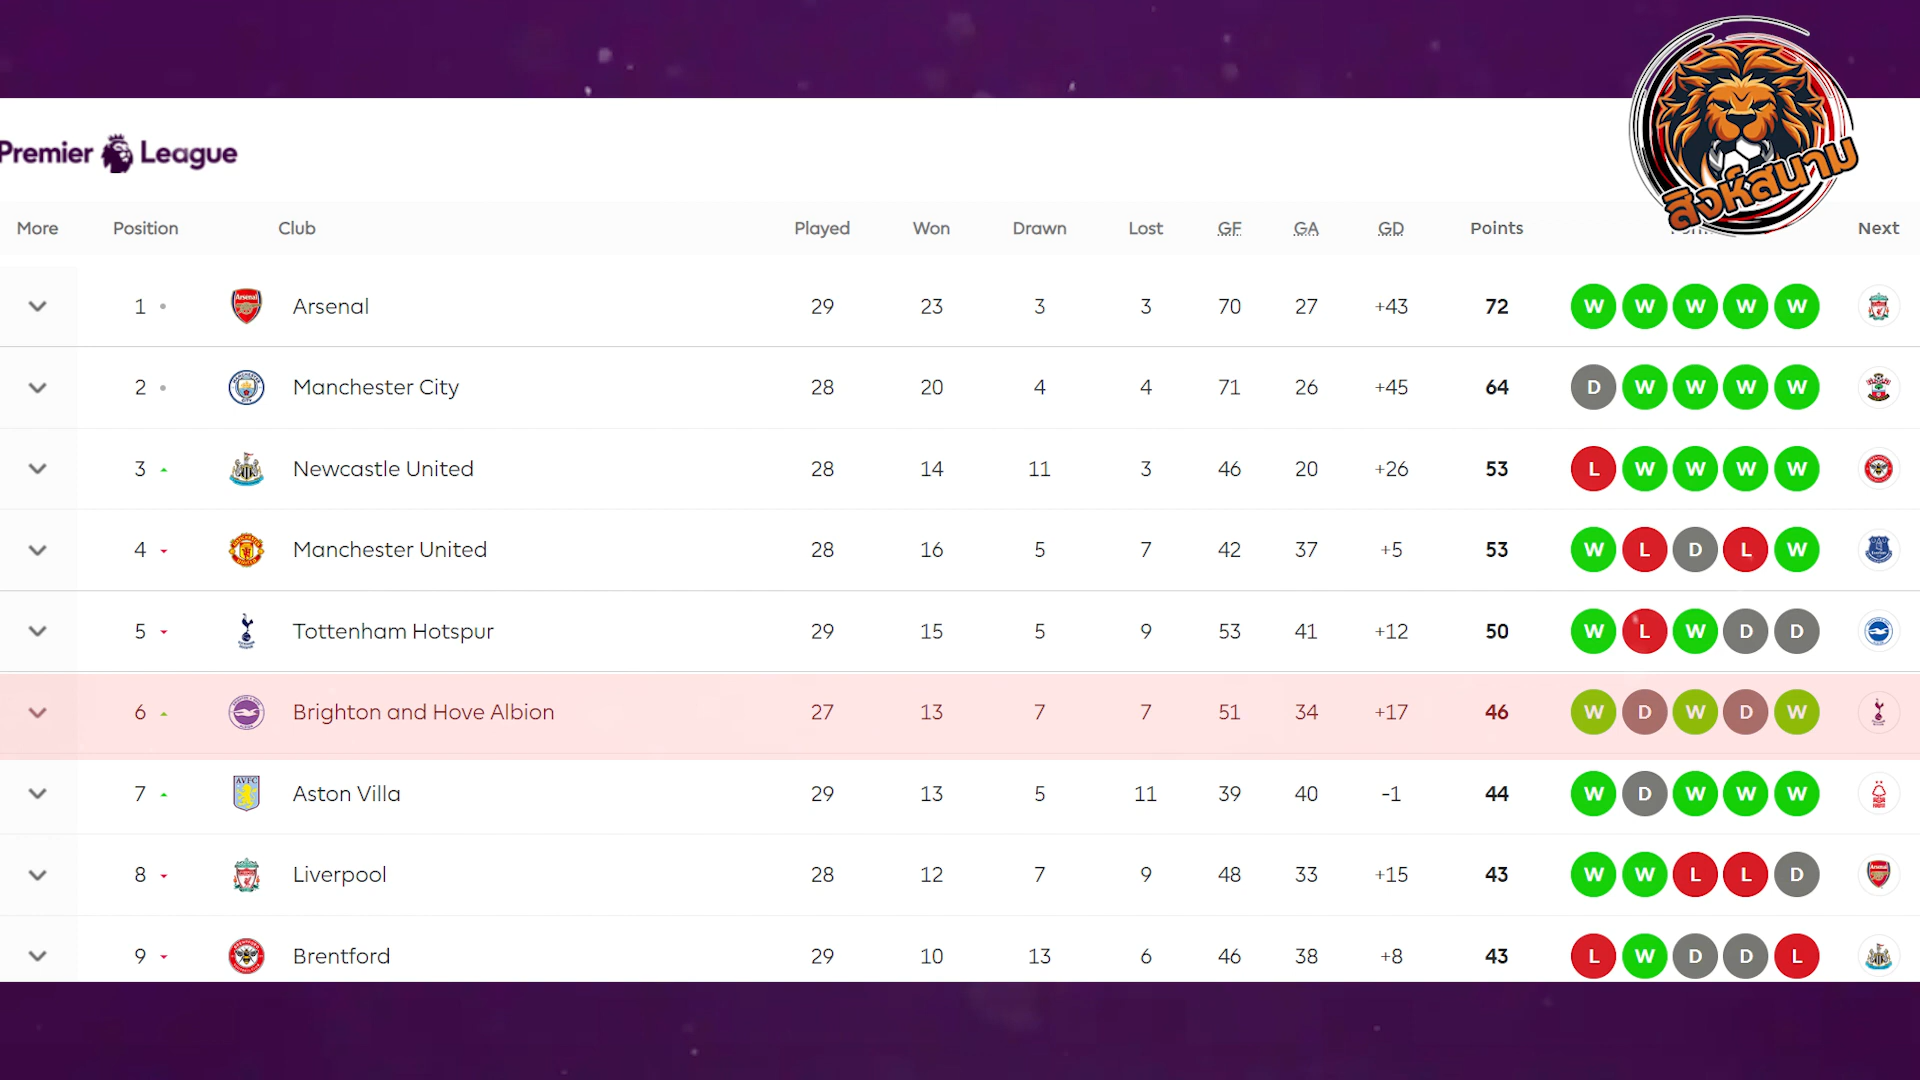 Premier League
สิงห์สนาม
More Position Club Played Won Drawn Lost GF GA GD Points Next
1 Arsenal 29 23 3 3 70 27 +43 72 W W W W W
2 Manchester City 28 20 4 4 71 26 +45 64 D W W W W
3 Newcastle United 28 14 11 3 46 20 +26 53 L W W W W
4 Manchester United 28 16 5 7 42 37 +5 53 W L D L W
5 Tottenham Hotspur 29 15 5 9 53 41 +12 50 W L W D D
6 Brighton and Hove Albion 27 13 7 7 51 34 +17 46 W D W D W
7 AVFC Aston Villa 29 13 5 11 39 40 -1 44 W D W W W
8 Liverpool 28 12 7 9 48 33 +15 43 W W L L D
9 Brentford 29 10 13 6 46 38 +8 43 L W D D L